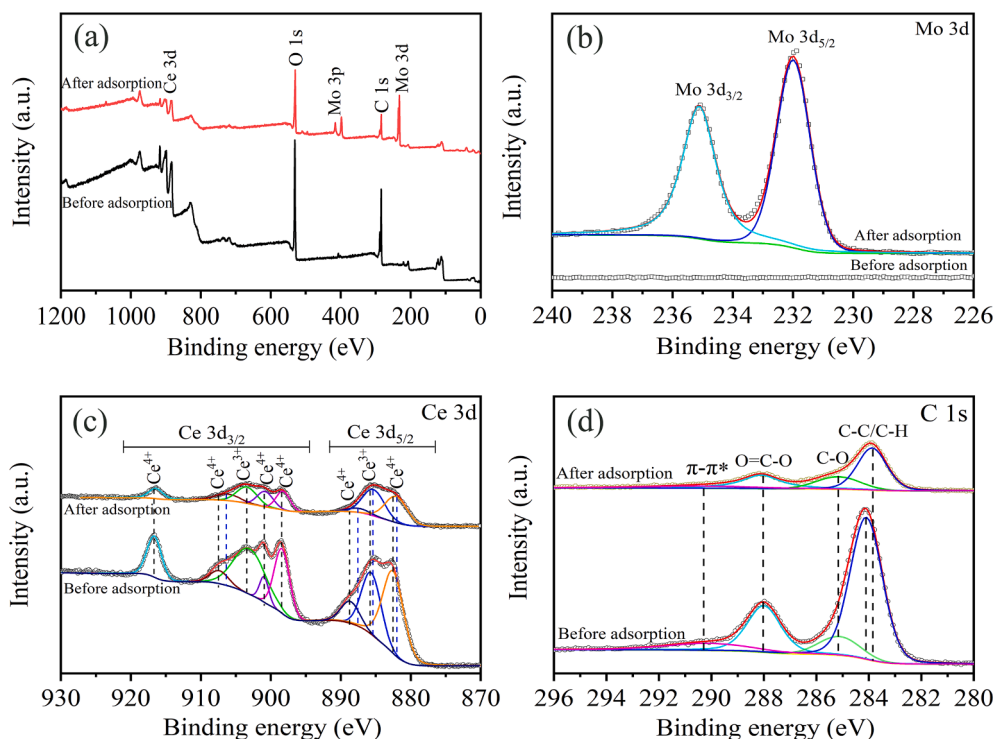 (a)
After adsorption
Before adsorption
Ce 3d
O 1s
Mo 3p
C 1s
Mo 3d
Intensity (a.u.)
1200 1000 800 600 400 200 0
Binding energy (eV)
(b)
Mo 3d
Mo 3d₅/₂
Mo 3d₃/₂
After adsorption
Before adsorption
Intensity (a.u.)
240 238 236 234 232 230 228 226
Binding energy (eV)
(c)
Ce 3d
Ce 3d₃/₂
Ce 3d₅/₂
Ce⁴⁺
Ce⁴⁺
Ce³⁺
Ce⁴⁺
Ce⁴⁺
Ce⁴⁺
Ce³⁺
Ce⁴⁺
After adsorption
Before adsorption
Intensity (a.u.)
930 920 910 900 890 880 870
Binding energy (eV)
(d)
C 1s
C-C/C-H
O=C-O
C-O
π-π*
After adsorption
Before adsorption
Intensity (a.u.)
296 294 292 290 288 286 284 282 280
Binding energy (eV)